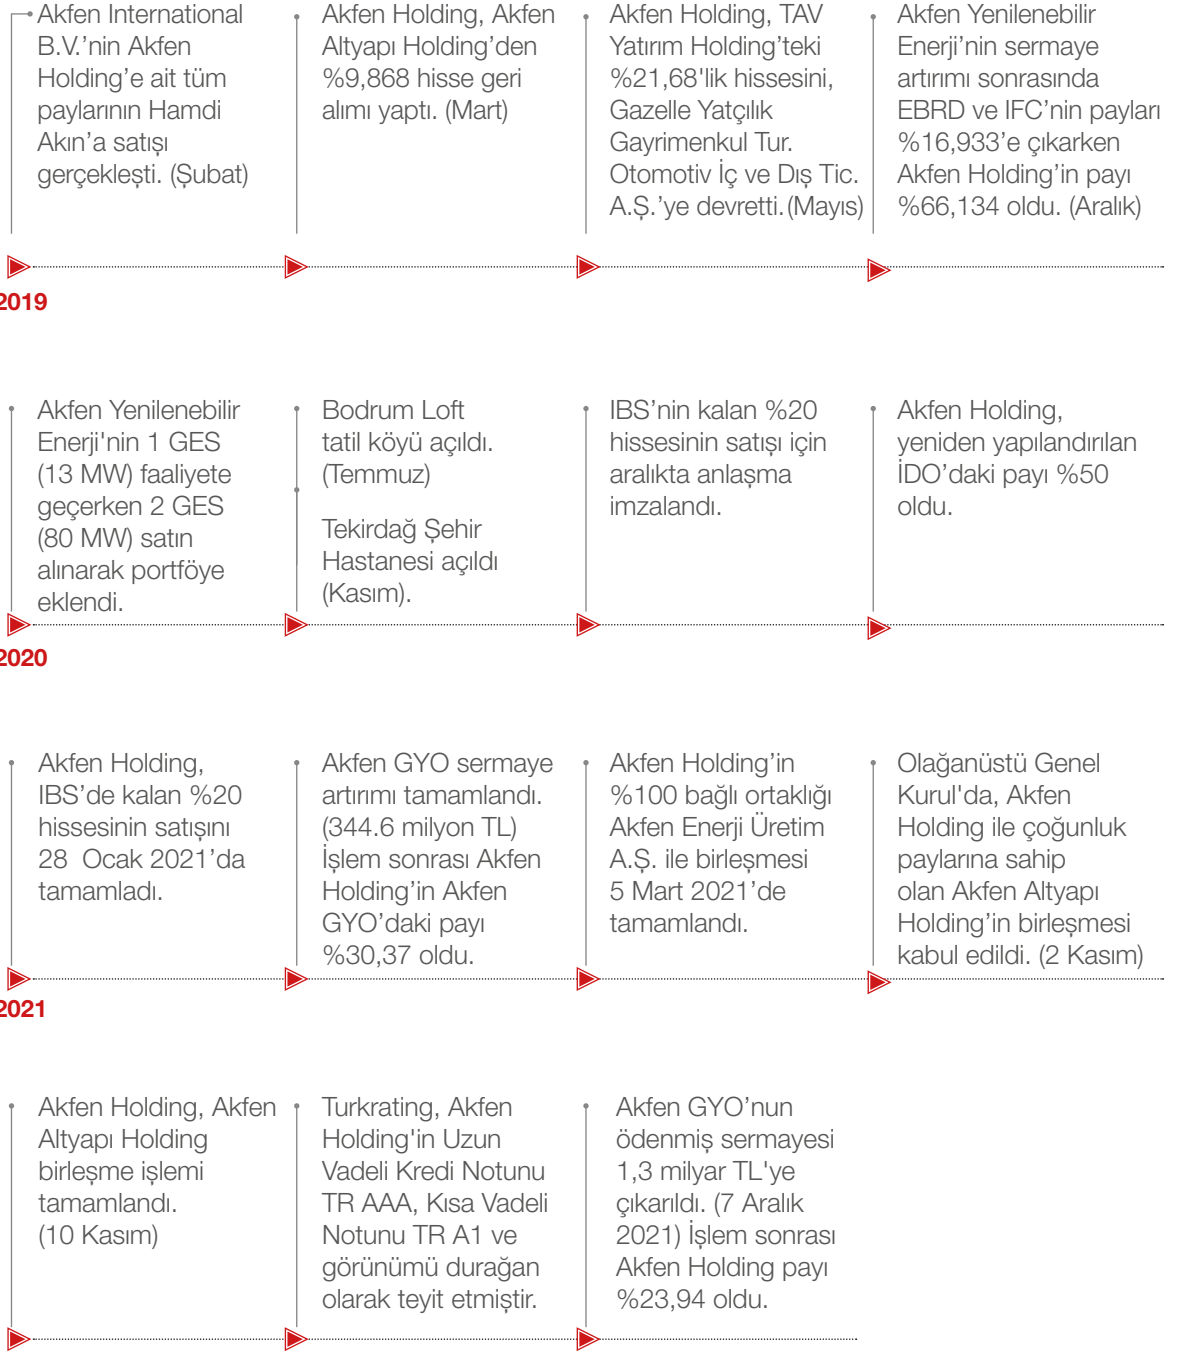 Akfen International
B.V.’nin Akfen
Holding’e ait tüm
paylarının Hamdi
Akın’a satışı
gerçekleşti. (Şubat)
Akfen Holding, Akfen
Altyapı Holding’den
%9,868 hisse geri
alımı yaptı. (Mart)
Akfen Holding, TAV
Yatırım Holding’teki
%21,68'lik hissesini,
Gazelle Yatçılık
Gayrimenkul Tur.
Otomotiv İç ve Dış Tic.
A.Ş.’ye devretti.(Mayıs)
Akfen Yenilenebilir
Enerji’nin sermaye
artırımı sonrasında
EBRD ve IFC’nin payları
%16,933’e çıkarken
Akfen Holding’in payı
%66,134 oldu. (Aralık)
2019
Akfen Yenilenebilir
Enerji'nin 1 GES
(13 MW) faaliyete
geçerken 2 GES
(80 MW) satın
alınarak portföye
eklendi.
Bodrum Loft
tatil köyü açıldı.
(Temmuz)
Tekirdağ Şehir
Hastanesi açıldı
(Kasım).
IBS’nin kalan %20
hissesinin satışı için
aralıkta anlaşma
imzalandı.
Akfen Holding,
yeniden yapılandırılan
İDO’daki payı %50
oldu.
2020
Akfen Holding,
IBS’de kalan %20
hissesinin satışını
28 Ocak 2021’da
tamamladı.
Akfen GYO sermaye
artırımı tamamlandı.
(344.6 milyon TL)
İşlem sonrası Akfen
Holding’in Akfen
GYO’daki payı
%30,37 oldu.
Akfen Holding’in
%100 bağlı ortaklığı
Akfen Enerji Üretim
A.Ş. ile birleşmesi
5 Mart 2021’de
tamamlandı.
Olağanüstü Genel
Kurul'da, Akfen
Holding ile çoğunluk
paylarına sahip
olan Akfen Altyapı
Holding’in birleşmesi
kabul edildi. (2 Kasım)
2021
Akfen Holding, Akfen
Altyapı Holding
birleşme işlemi
tamamlandı.
(10 Kasım)
Turkrating, Akfen
Holding'in Uzun
Vadeli Kredi Notunu
TR AAA, Kısa Vadeli
Notunu TR A1 ve
görünümü durağan
olarak teyit etmiştir.
Akfen GYO’nun
ödenmiş sermayesi
1,3 milyar TL'ye
çıkarıldı. (7 Aralık
2021) İşlem sonrası
Akfen Holding payı
%23,94 oldu.